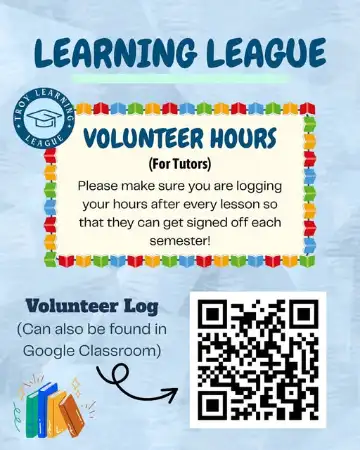 LEARNING LEAGUE
TROY LEARNING
LEAGUE
VOLUNTEER HOURS
(For Tutors)
Please make sure you are logging
your hours after every lesson so
that they can get signed off each
semester!
Volunteer Log
(Can also be found in
Google Classroom)